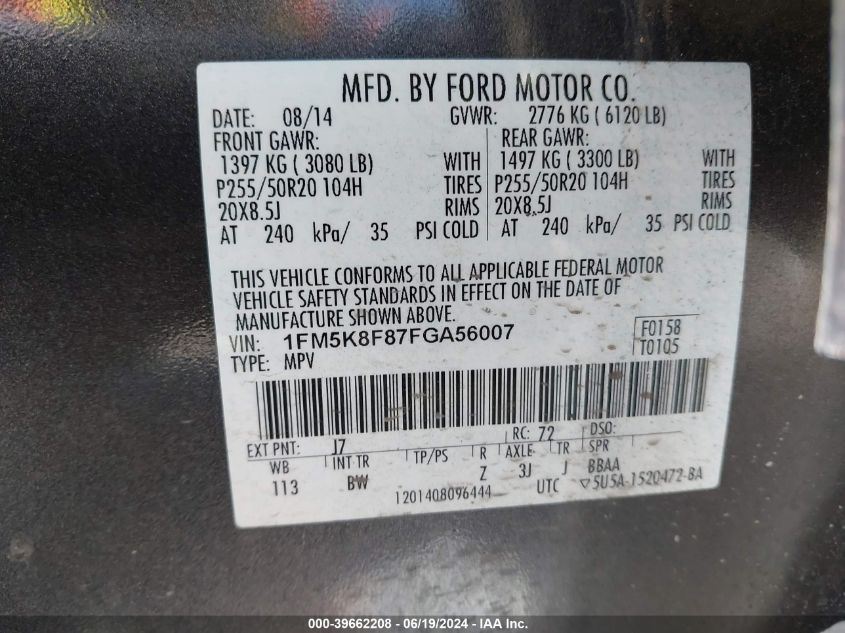 MFD. BY FORD MOTOR CO.
DATE: 08/14 GVWR: 2776 KG ( 6120 LB)
FRONT GAWR: REAR GAWR:
1397 KG ( 3080 LB) WITH 1497 KG ( 3300 LB) WITH
P255/50R20 104H TIRES P255/50R20 104H TIRES
20X8.5J RIMS 20X8.5J RIMS
AT 240 kPa/ 35 PSI COLD AT 240 kPa/ 35 PSI COLD
THIS VEHICLE CONFORMS TO ALL APPLICABLE FEDERAL MOTOR
VEHICLE SAFETY STANDARDS IN EFFECT ON THE DATE OF
MANUFACTURE SHOWN ABOVE.
VIN: 1FM5K8F87FGA56007 F0158
TYPE: MPV T0105
EXT PNT: J7 RC: 72 DSO:
WB INT TR TP/PS R AXLE TR SPR
113 BW Z 3J J BBAA
1201408096444 UTC ▽5U5A-1520472-BA
000-39662208 - 06/19/2024 - IAA, Inc.